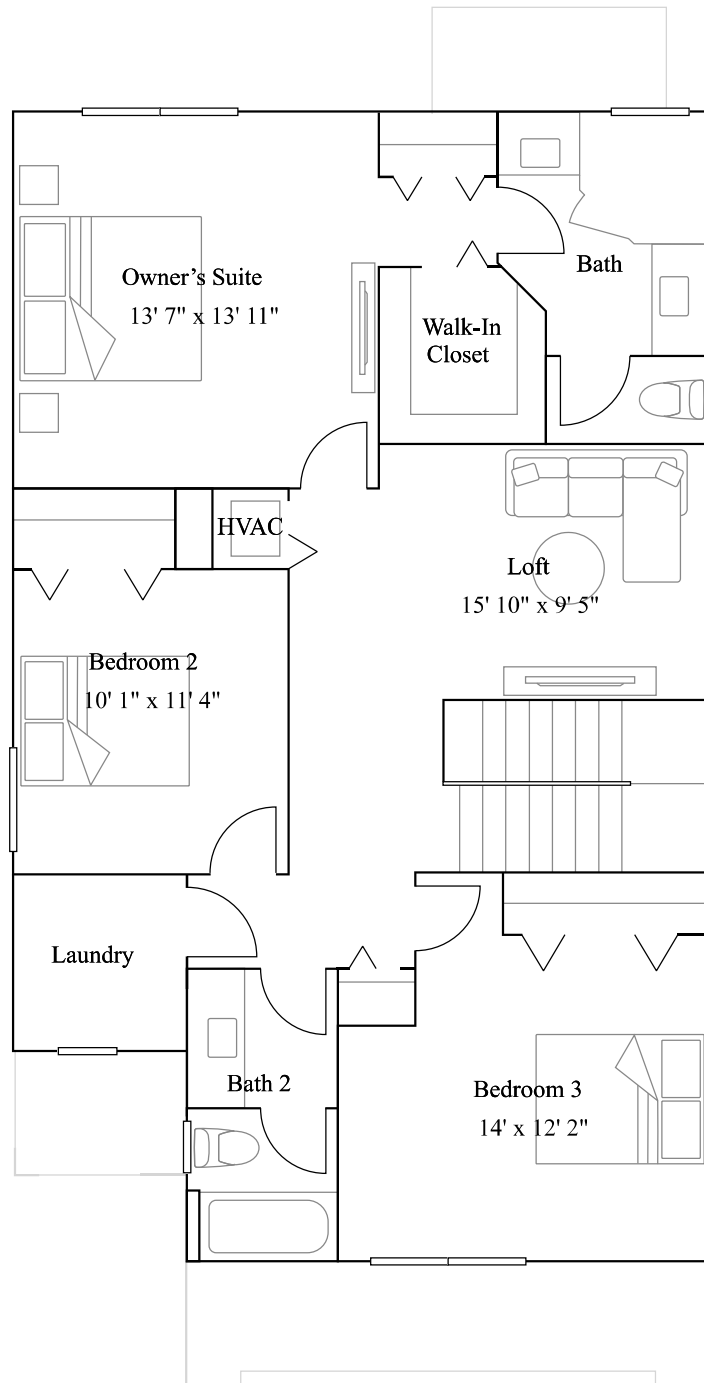 Owner’s Suite
13' 7" x 13' 11"
Bath
Walk-In
Closet
HVAC
Loft
15' 10" x 9' 5"
Bedroom 2
10' 1" x 11' 4"
Laundry
Bath 2
Bedroom 3
14' x 12' 2"